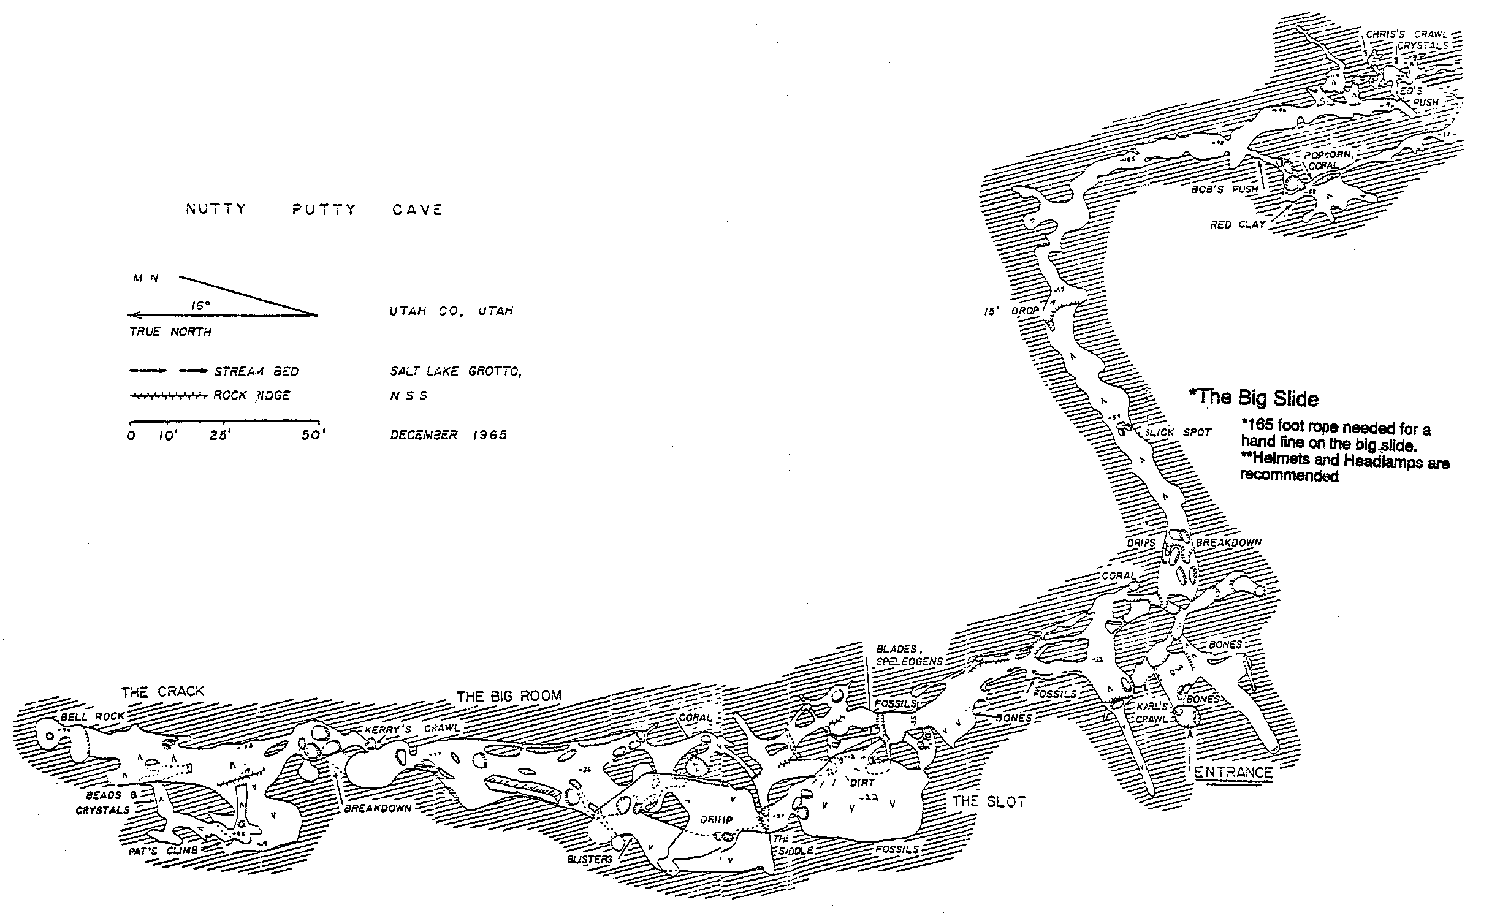 CHRIS'S CRAWL
CRYSTALS
ED'S
PUSH
POPCORN,
CORAL
BOB'S PUSH
RED CLAY
NUTTY PUTTY CAVE
M N
15°
TRUE NORTH
UTAH CO, UTAH
15' DROP
STREAM BED
SALT LAKE GROTTO,
ROCK RIDGE
N S S
0 10' 25' 50'
DECEMBER 1965
*The Big Slide
*165 foot rope needed for a
hand line on the big slide.
**Helmets and Headlamps are
recommended
SLICK SPOT
DRIPS
BREAKDOWN
CORAL
BLADES,
SPELEOGENS
BONES
THE CRACK
THE BIG ROOM
FOSSILS
BONES
BELL ROCK
KERRY'S CRAWL
CORAL
FOSSILS
BONES
KARL'S
CRAWL
ENTRANCE
BEADS &
CRYSTALS
BREAKDOWN
DIRT
THE SLOT
DRIP
PAT'S CLIMB
BLISTERS
THE
SIDDLE
FOSSILS